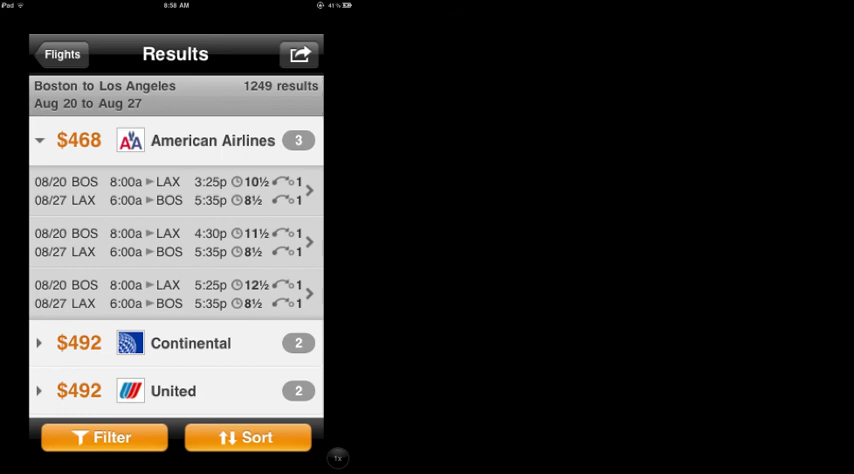 iPad 8:58 AM 41%
Flights Results
Boston to Los Angeles 1249 results
Aug 20 to Aug 27
$468 AA American Airlines 3
08/20 BOS 8:00a LAX 3:25p 10½ 1
08/27 LAX 6:00a BOS 5:35p 8½ 1
08/20 BOS 8:00a LAX 4:30p 11½ 1
08/27 LAX 6:00a BOS 5:35p 8½ 1
08/20 BOS 8:00a LAX 5:25p 12½ 1
08/27 LAX 6:00a BOS 5:35p 8½ 1
$492 Continental 2
$492 United 2
Filter Sort
1x